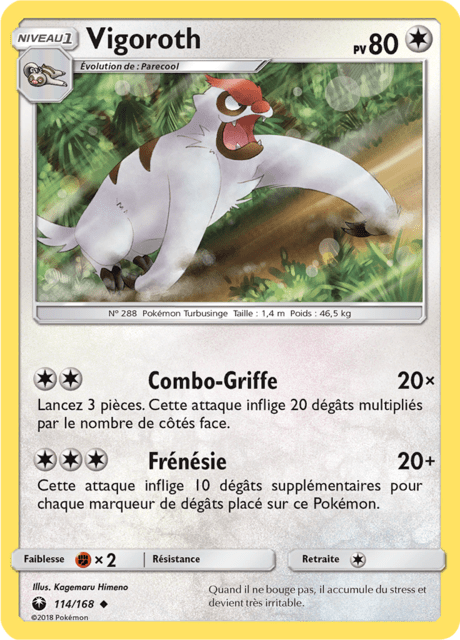 NIVEAU 1
Vigoroth
PV 80
Évolution de : Parecool
N° 288 Pokémon Turbusinge Taille : 1,4 m Poids : 46,5 kg
Combo-Griffe 20×
Lancez 3 pièces. Cette attaque inflige 20 dégâts multipliés
par le nombre de côtés face.
Frénésie 20+
Cette attaque inflige 10 dégâts supplémentaires pour
chaque marqueur de dégâts placé sur ce Pokémon.
Faiblesse × 2 Résistance Retraite
Illus. Kagemaru Himeno
114/168
©2018 Pokémon
Quand il ne bouge pas, il accumule du stress et
devient très irritable.